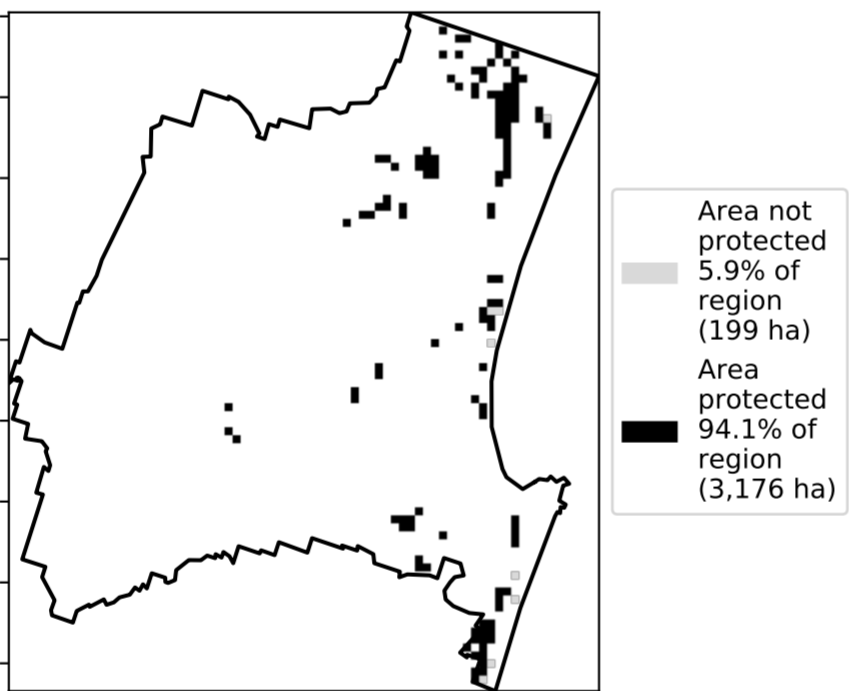 Area not
protected
5.9% of
region
(199 ha)
Area
protected
94.1% of
region
(3,176 ha)